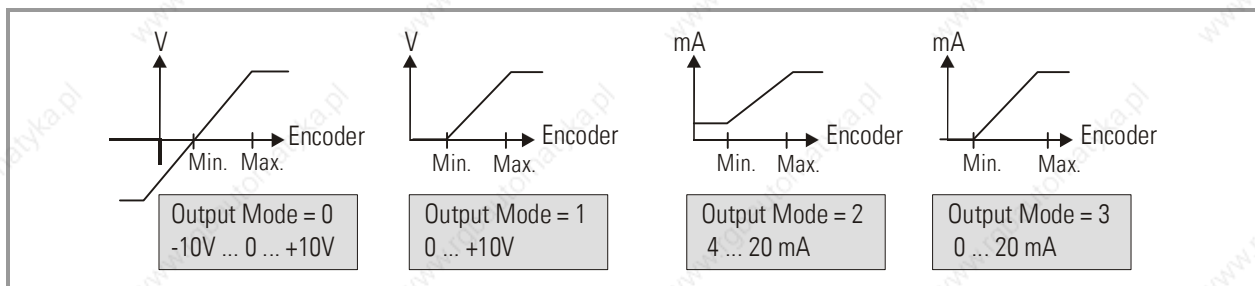 V
Encoder
Min. Max.
Output Mode = 0
-10V ... 0 ... +10V
V
Encoder
Min. Max.
Output Mode = 1
0 ... +10V
mA
Encoder
Min. Max.
Output Mode = 2
4 ... 20 mA
mA
Encoder
Min. Max.
Output Mode = 3
0 ... 20 mA